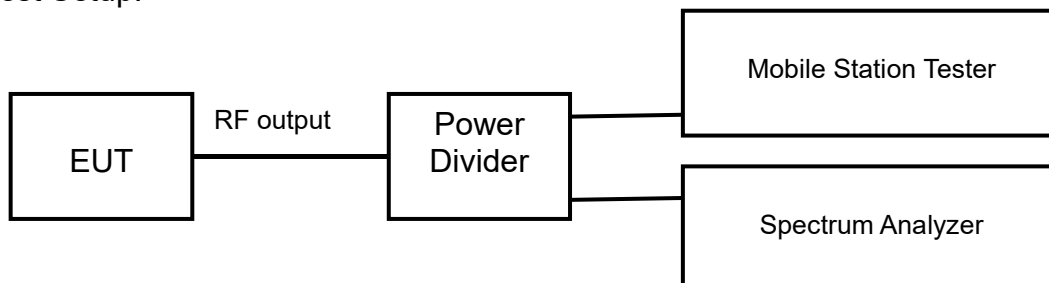 Mobile Station Tester
RF output
Power
Divider
EUT
Spectrum Analyzer